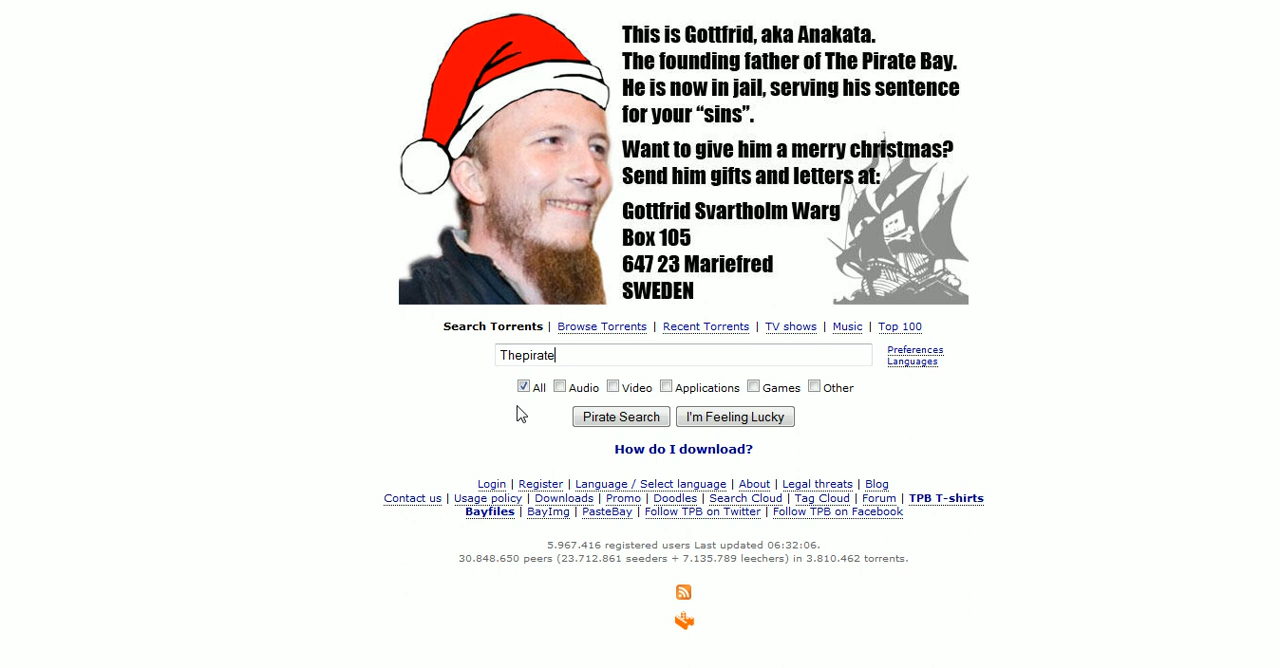 This is Gottfrid, aka Anakata.
The founding father of The Pirate Bay.
He is now in jail, serving his sentence
for your “sins”.
Want to give him a merry christmas?
Send him gifts and letters at:
Gottfrid Svartholm Warg
Box 105
647 23 Mariefred
SWEDEN
Search Torrents | Browse Torrents | Recent Torrents | TV shows | Music | Top 100
Thepirate
Preferences
Languages
All Audio Video Applications Games Other
Pirate Search I'm Feeling Lucky
How do I download?
Login | Register | Language / Select language | About | Legal threats | Blog
Contact us | Usage policy | Downloads | Promo | Doodles | Search Cloud | Tag Cloud | Forum | TPB T-shirts
Bayfiles | BayImg | PasteBay | Follow TPB on Twitter | Follow TPB on Facebook
5.967.416 registered users Last updated 06:32:06.
30.848.650 peers (23.712.861 seeders + 7.135.789 leechers) in 3.810.462 torrents.